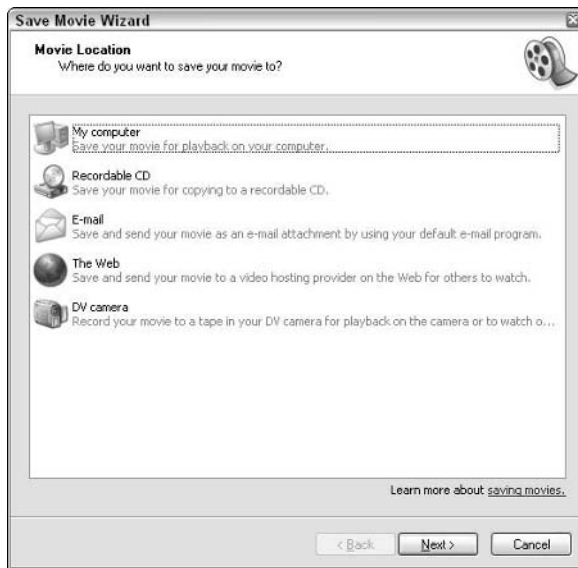 Save Movie Wizard
Movie Location
Where do you want to save your movie to?
My computer
Save your movie for playback on your computer.
Recordable CD
Save your movie for copying to a recordable CD.
E-mail
Save and send your movie as an e-mail attachment by using your default e-mail program.
The Web
Save and send your movie to a video hosting provider on the Web for others to watch.
DV camera
Record your movie to a tape in your DV camera for playback on the camera or to watch o...
Learn more about saving movies.
< Back
Next >
Cancel